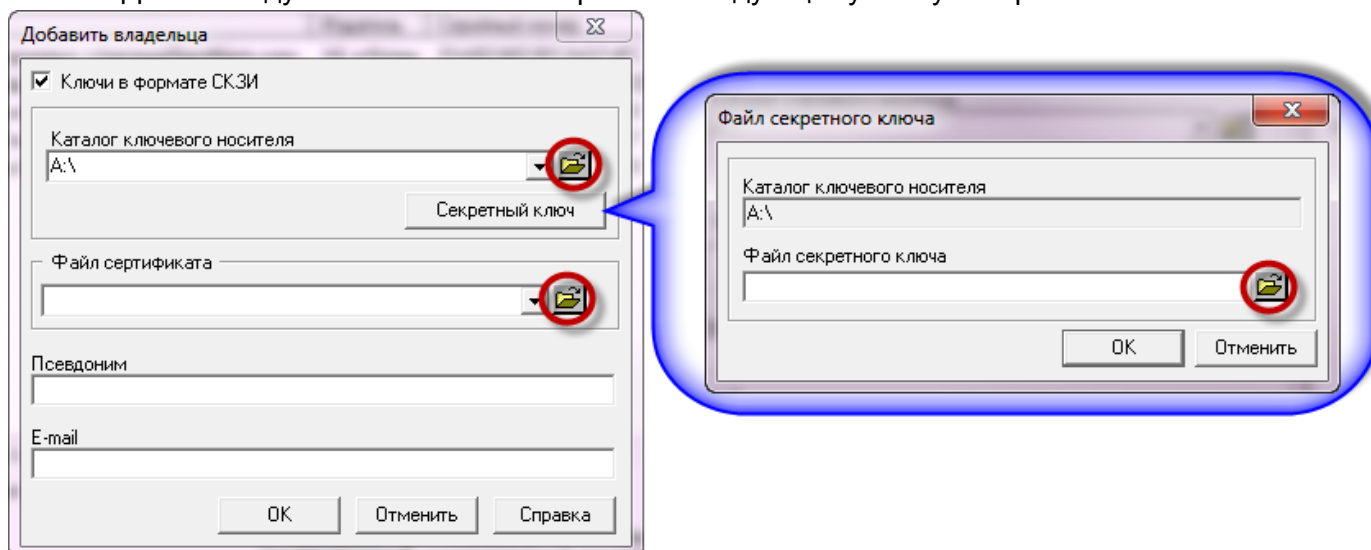 Добавить владельца
Ключи в формате СКЗИ
Каталог ключевого носителя
A:\
Секретный ключ
Файл сертификата
Псевдоним
E-mail
OK Отменить Справка
Файл секретного ключа
Каталог ключевого носителя
A:\
Файл секретного ключа
OK Отменить